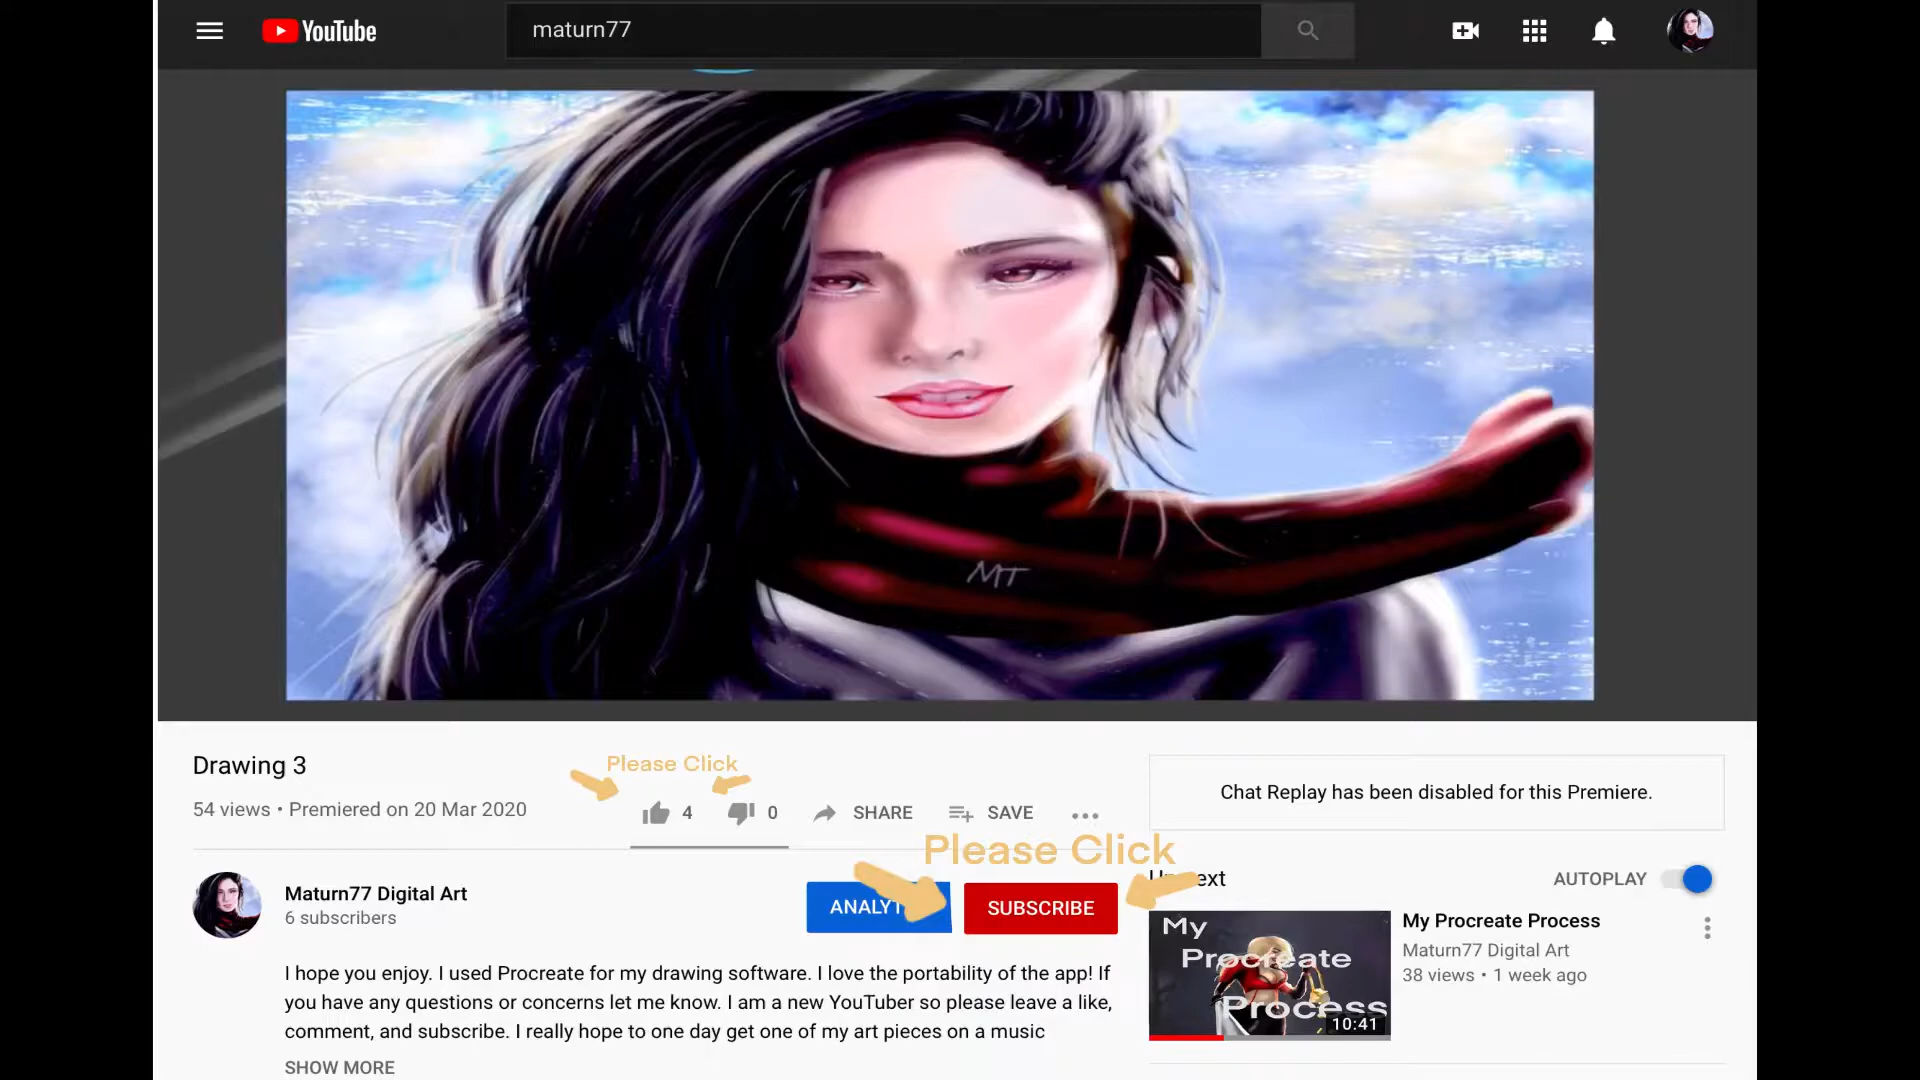 YouTube
maturn77
MT
Drawing 3
Please Click
54 views • Premiered on 20 Mar 2020
4
0
SHARE
SAVE
Chat Replay has been disabled for this Premiere.
Please Click
AUTOPLAY
Maturn77 Digital Art
6 subscribers
SUBSCRIBE
My Procreate Process
Maturn77 Digital Art
38 views • 1 week ago
My
Procreate
Process
10:41
I hope you enjoy. I used Procreate for my drawing software. I love the portability of the app! If
you have any questions or concerns let me know. I am a new YouTuber so please leave a like,
comment, and subscribe. I really hope to one day get one of my art pieces on a music
SHOW MORE